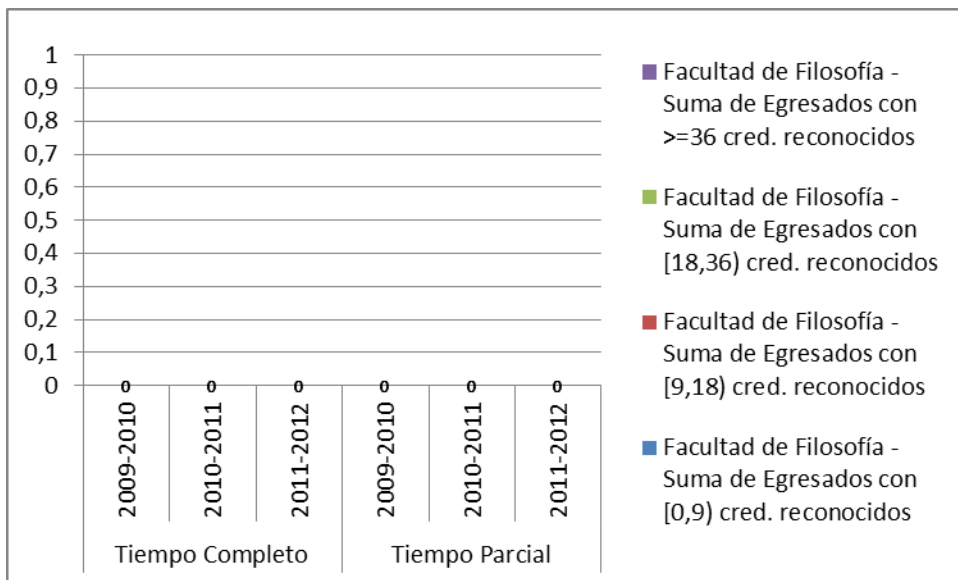 1
0,9
0,8
0,7
0,6
0,5
0,4
0,3
0,2
0,1
0
0 0 0 0 0 0
2009-2010
2010-2011
2011-2012
2009-2010
2010-2011
2011-2012
Tiempo Completo
Tiempo Parcial
Facultad de Filosofía -
Suma de Egresados con
>=36 cred. reconocidos
Facultad de Filosofía -
Suma de Egresados con
[18,36) cred. reconocidos
Facultad de Filosofía -
Suma de Egresados con
[9,18) cred. reconocidos
Facultad de Filosofía -
Suma de Egresados con
[0,9) cred. reconocidos